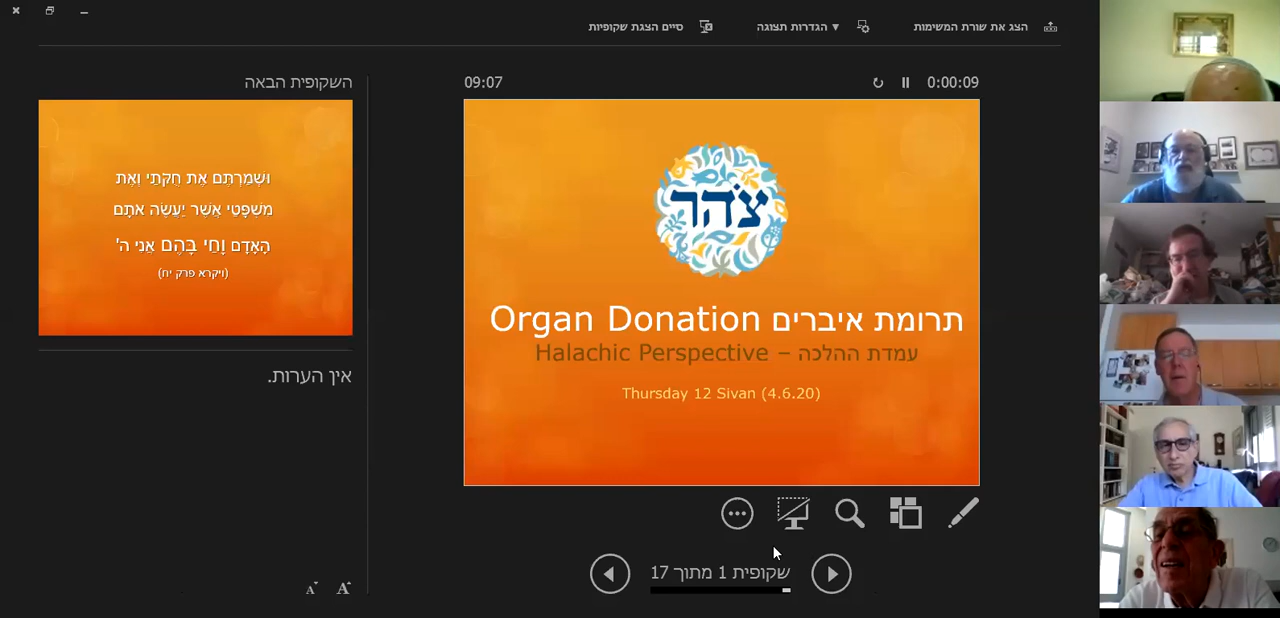 הצג את שורת המשימות
הגדרות תצוגה ▼
סיים הצגת שקופיות
השקופית הבאה
וּשְׁמַרְתֶּם אֶת חֻקֹּתַי וְאֶת
מִשְׁפָּטַי אֲשֶׁר יַעֲשֶׂה אֹתָם
הָאָדָם וָחַי בָּהֶם אֲנִי ה'
(ויקרא פרק יח)
אין הערות.
09:07
0:00:09
צֹהר
Organ Donation תרומת איברים
Halachic Perspective – עמדת ההלכה
Thursday 12 Sivan (4.6.20)
שקופית 1 מתוך 17
A A